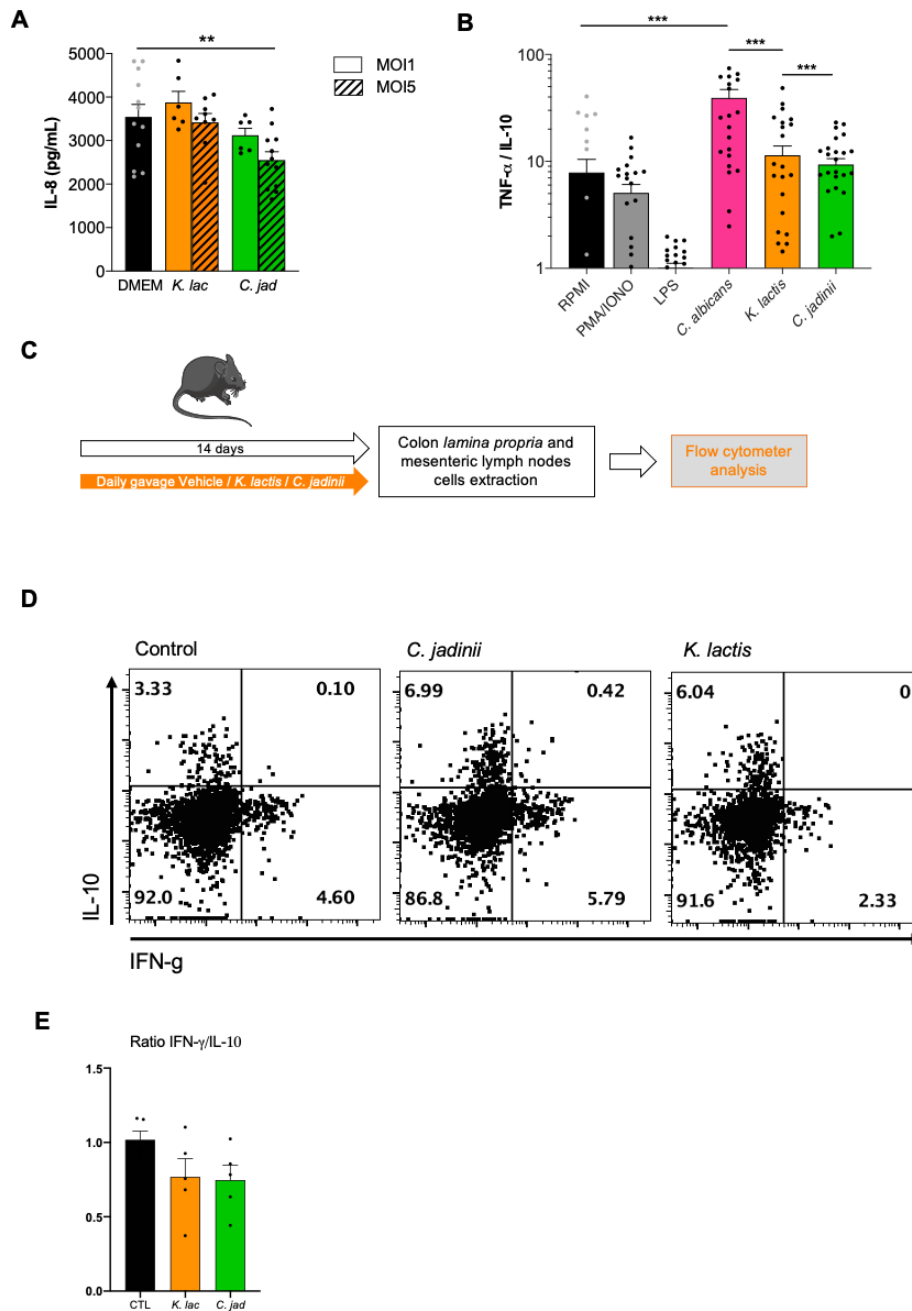 A
**
5000
4000
3000
2000
1000
0
IL-8 (pg/mL)
DMEM K. lac C. jad
MOI1
MOI5
B
***
***
***
100
10
1
TNF-α / IL-10
RPMI
PMA/IONO
LPS
C. albicans
K. lactis
C. jadinii
C
14 days
Daily gavage Vehicle / K. lactis / C. jadinii
Colon lamina propria and
mesenteric lymph nodes
cells extraction
Flow cytometer
analysis
D
Control
C. jadinii
K. lactis
3.33 0.10
6.99 0.42
6.04 0
92.0 4.60
86.8 5.79
91.6 2.33
IL-10
IFN-g
E
Ratio IFN-γ/IL-10
1.5
1.0
0.5
0.0
CTL K. lac C. jad